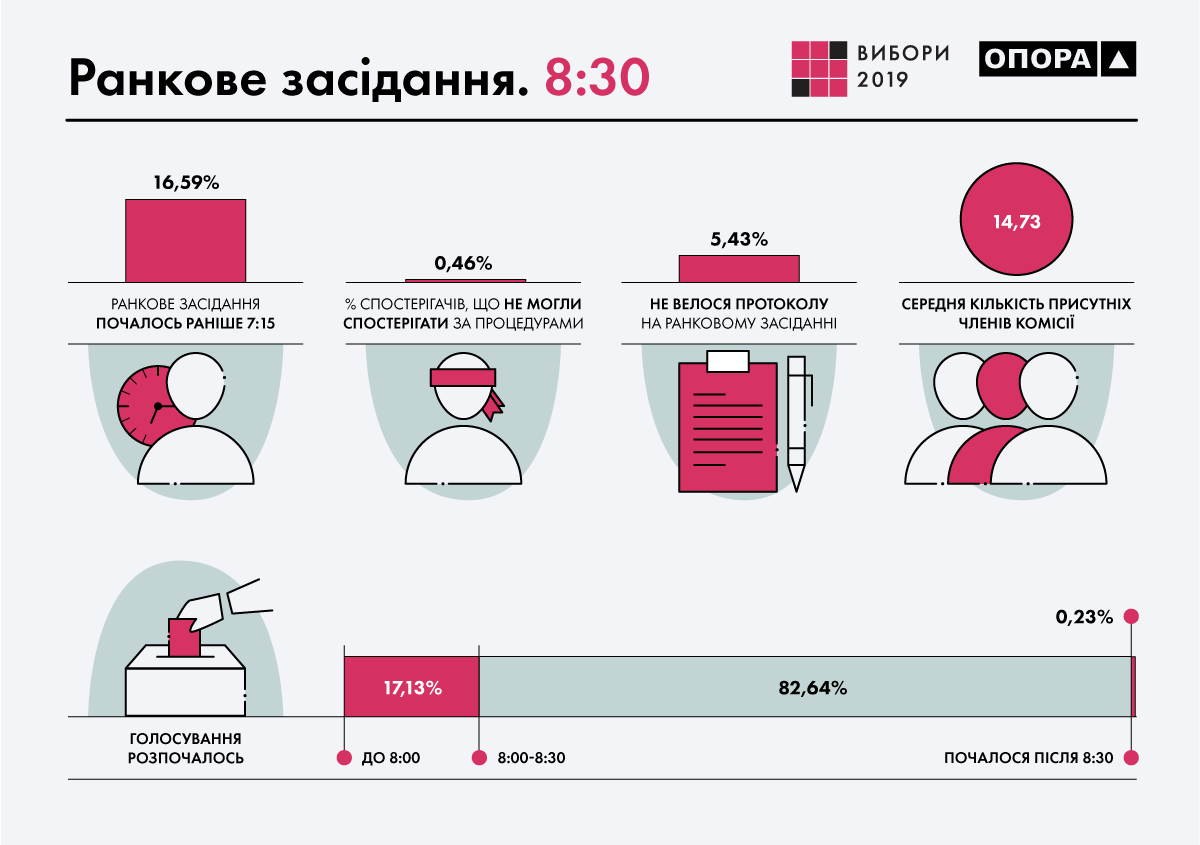 Ранкове засідання. 8:30
ВИБОРИ
2019
ОПОРА
16,59%
РАНКОВЕ ЗАСІДАННЯ
ПОЧАЛОСЬ РАНІШЕ 7:15
0,46%
% СПОСТЕРІГАЧІВ, ЩО НЕ МОГЛИ
СПОСТЕРІГАТИ ЗА ПРОЦЕДУРАМИ
5,43%
НЕ ВЕЛОСЯ ПРОТОКОЛУ
НА РАНКОВОМУ ЗАСІДАННІ
14,73
СЕРЕДНЯ КІЛЬКІСТЬ ПРИСУТНІХ
ЧЛЕНІВ КОМІСІЇ
ГОЛОСУВАННЯ
РОЗПОЧАЛОСЬ
17,13%
82,64%
0,23%
ДО 8:00
8:00-8:30
ПОЧАЛОСЯ ПІСЛЯ 8:30